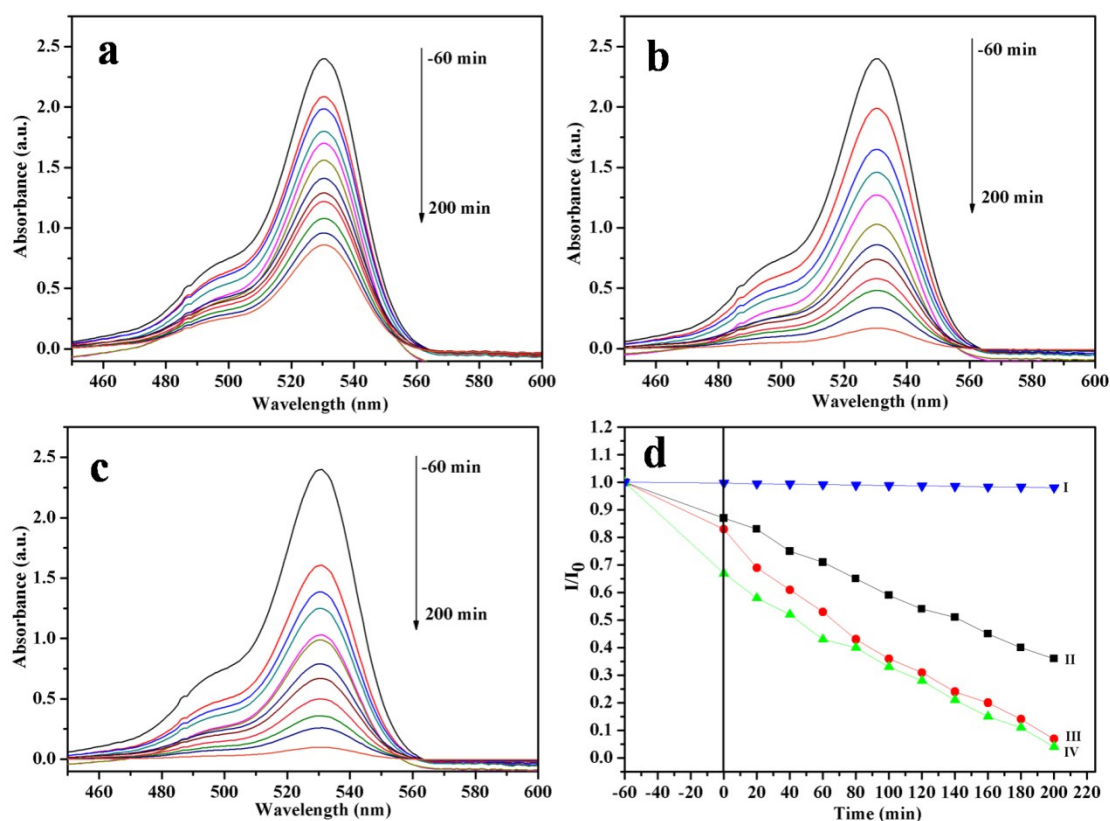 a
-60 min
200 min
2.5
2.0
1.5
1.0
0.5
0.0
Absorbance (a.u.)
460 480 500 520 540 560 580 600
Wavelength (nm)
b
-60 min
200 min
2.5
2.0
1.5
1.0
0.5
0.0
Absorbance (a.u.)
460 480 500 520 540 560 580 600
Wavelength (nm)
c
-60 min
200 min
2.5
2.0
1.5
1.0
0.5
0.0
Absorbance (a.u.)
460 480 500 520 540 560 580 600
Wavelength (nm)
d
1.2
1.1
1.0
0.9
0.8
0.7
0.6
0.5
0.4
0.3
0.2
0.1
0.0
I/I0
I
II
III
IV
-60 -40 -20 0 20 40 60 80 100 120 140 160 180 200 220
Time (min)